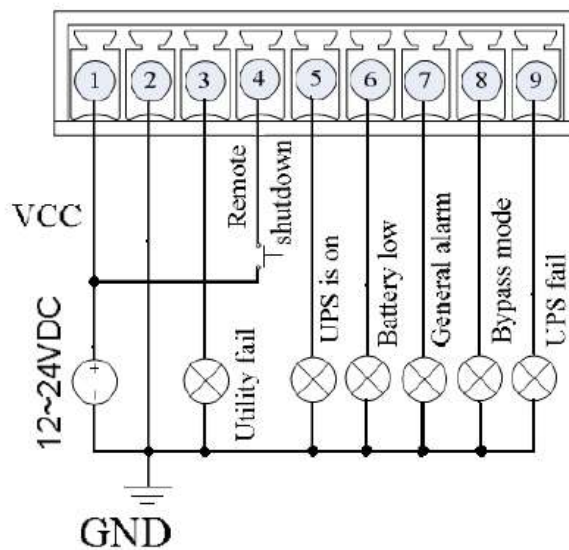 1 2 3 4 5 6 7 8 9
VCC
Remote
shutdown
12~24VDC
Utility fail
UPS is on
Battery low
General alarm
Bypass mode
UPS fail
+
-
GND